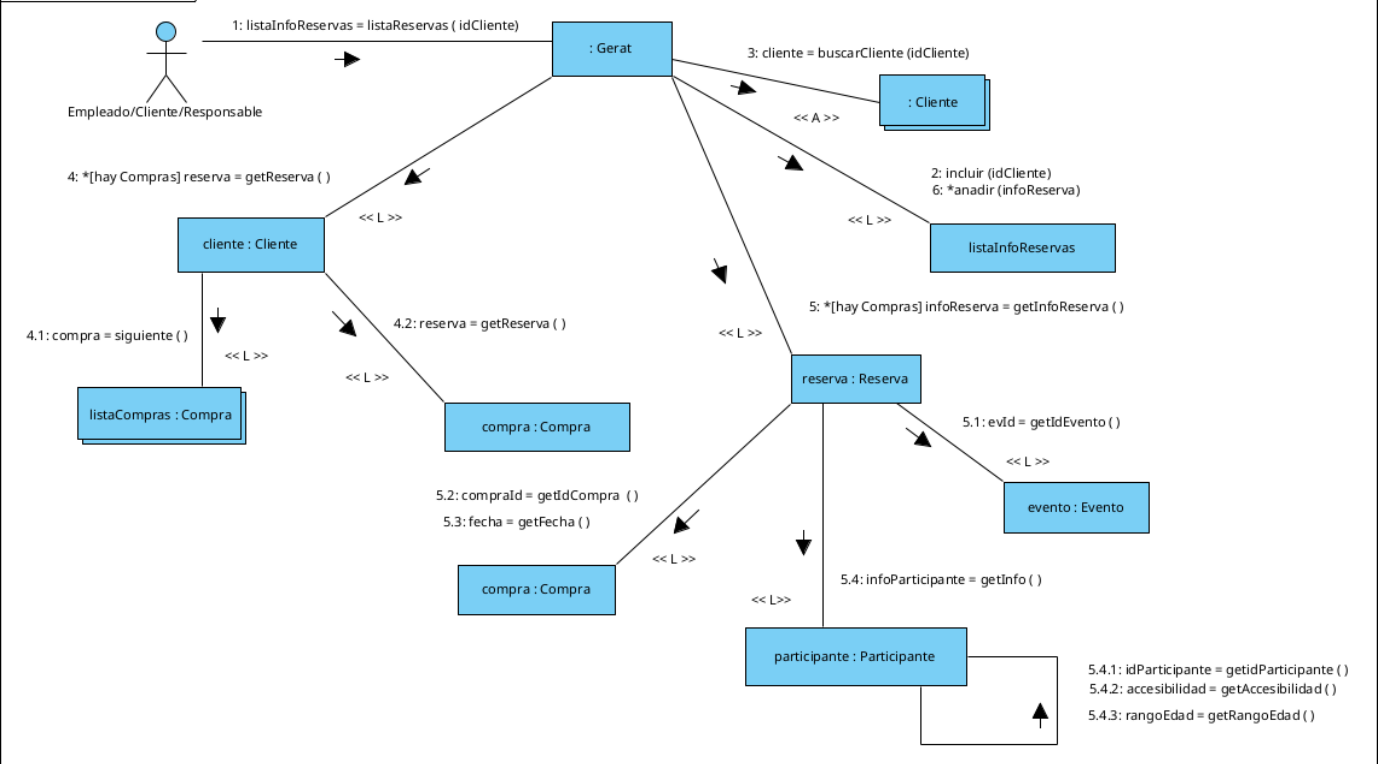 1: listaInfoReservas = listaReservas ( idCliente)
: Gerat
3: cliente = buscarCliente (idCliente)
: Cliente
Empleado/Cliente/Responsable
<< A >>
4: *[hay Compras] reserva = getReserva ( )
2: incluir (idCliente)
6: *anadir (infoReserva)
<< L >>
<< L >>
cliente : Cliente
listaInfoReservas
5: *[hay Compras] infoReserva = getInfoReserva ( )
4.2: reserva = getReserva ( )
4.1: compra = siguiente ( )
<< L >>
<< L >>
<< L >>
reserva : Reserva
listaCompras : Compra
compra : Compra
5.1: evId = getIdEvento ( )
<< L >>
5.2: compraId = getIdCompra  ( )
5.3: fecha = getFecha ( )
evento : Evento
<< L >>
compra : Compra
5.4: infoParticipante = getInfo ( )
<< L>>
participante : Participante
5.4.1: idParticipante = getidParticipante ( )
5.4.2: accesibilidad = getAccesibilidad ( )
5.4.3: rangoEdad = getRangoEdad ( )